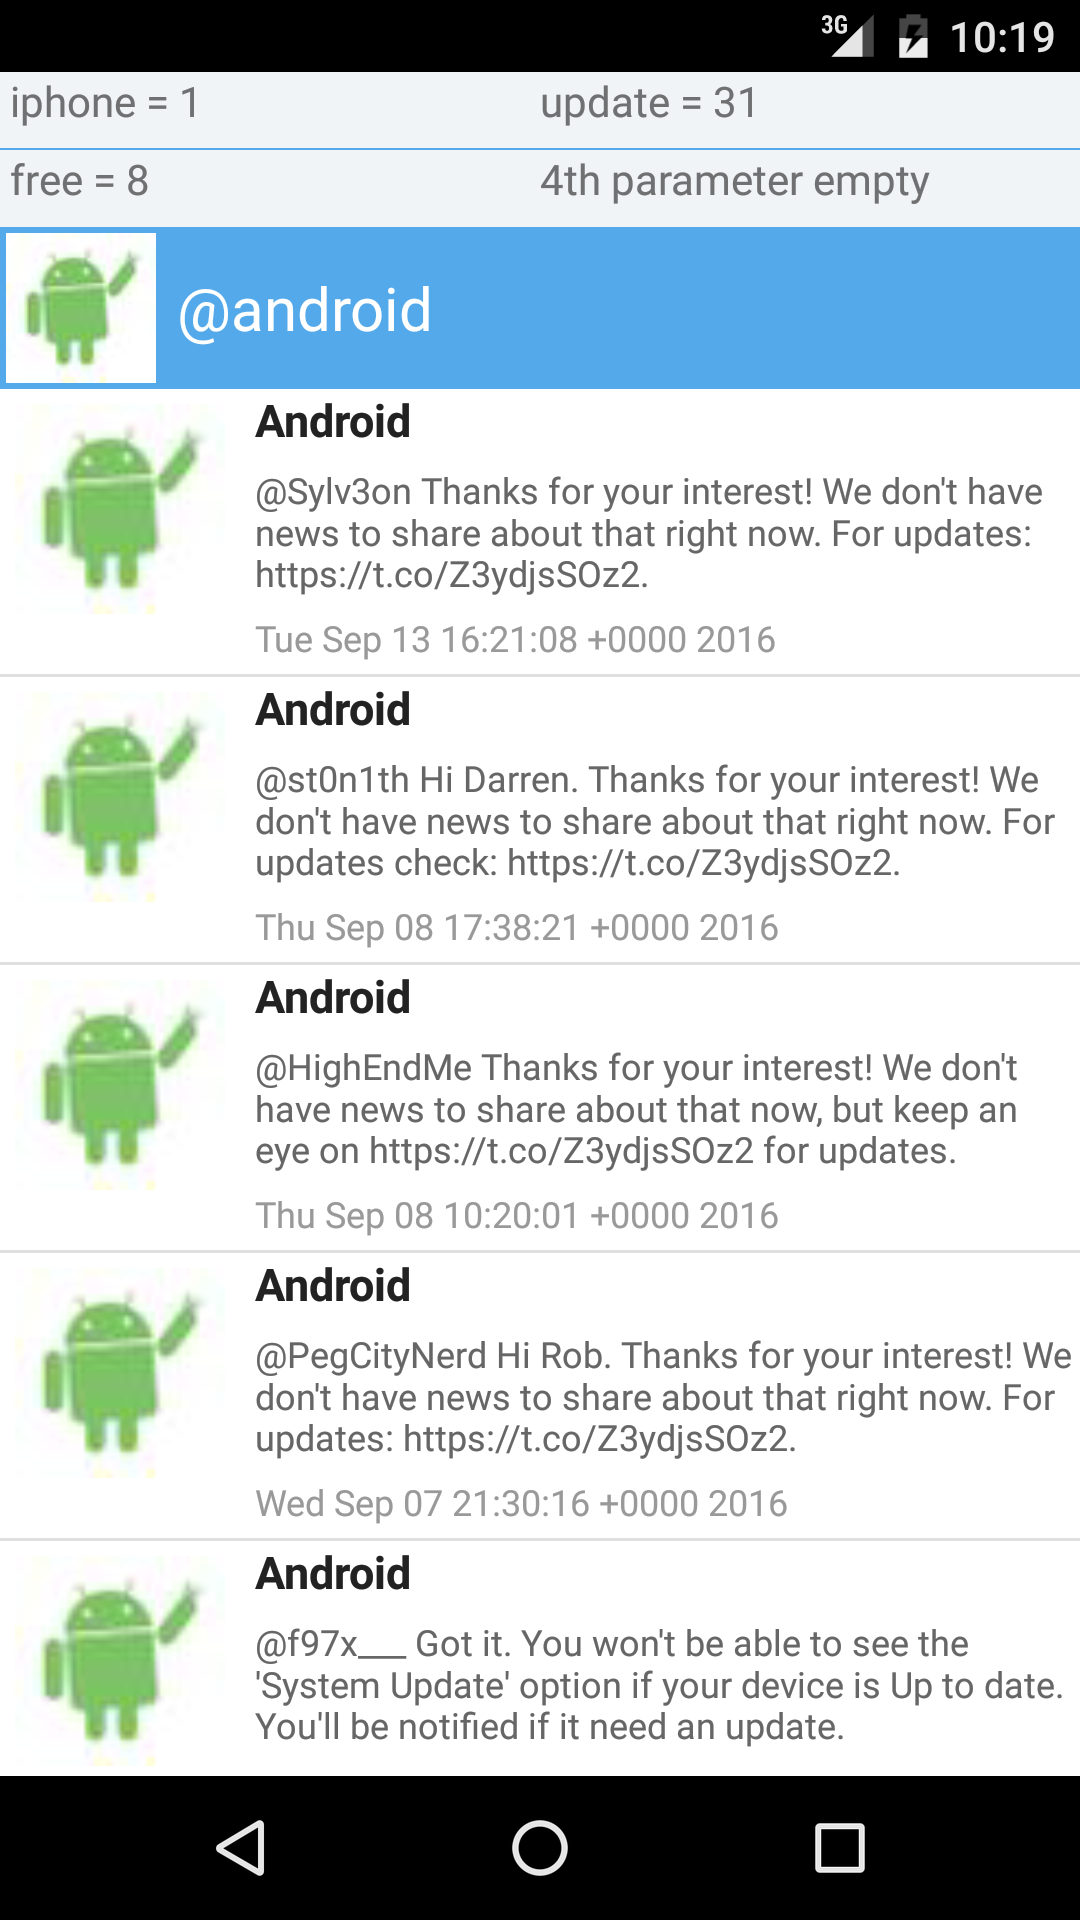 3G 10:19
iphone = 1
update = 31
free = 8
4th parameter empty
@android
Android
@Sylv3on Thanks for your interest! We don't have
news to share about that right now. For updates:
https://t.co/Z3ydjsSOz2.
Tue Sep 13 16:21:08 +0000 2016
Android
@st0n1th Hi Darren. Thanks for your interest! We
don't have news to share about that right now. For
updates check: https://t.co/Z3ydjsSOz2.
Thu Sep 08 17:38:21 +0000 2016
Android
@HighEndMe Thanks for your interest! We don't
have news to share about that now, but keep an
eye on https://t.co/Z3ydjsSOz2 for updates.
Thu Sep 08 10:20:01 +0000 2016
Android
@PegCityNerd Hi Rob. Thanks for your interest! We
don't have news to share about that right now. For
updates: https://t.co/Z3ydjsSOz2.
Wed Sep 07 21:30:16 +0000 2016
Android
@f97x___ Got it. You won't be able to see the
'System Update' option if your device is Up to date.
You'll be notified if it need an update.